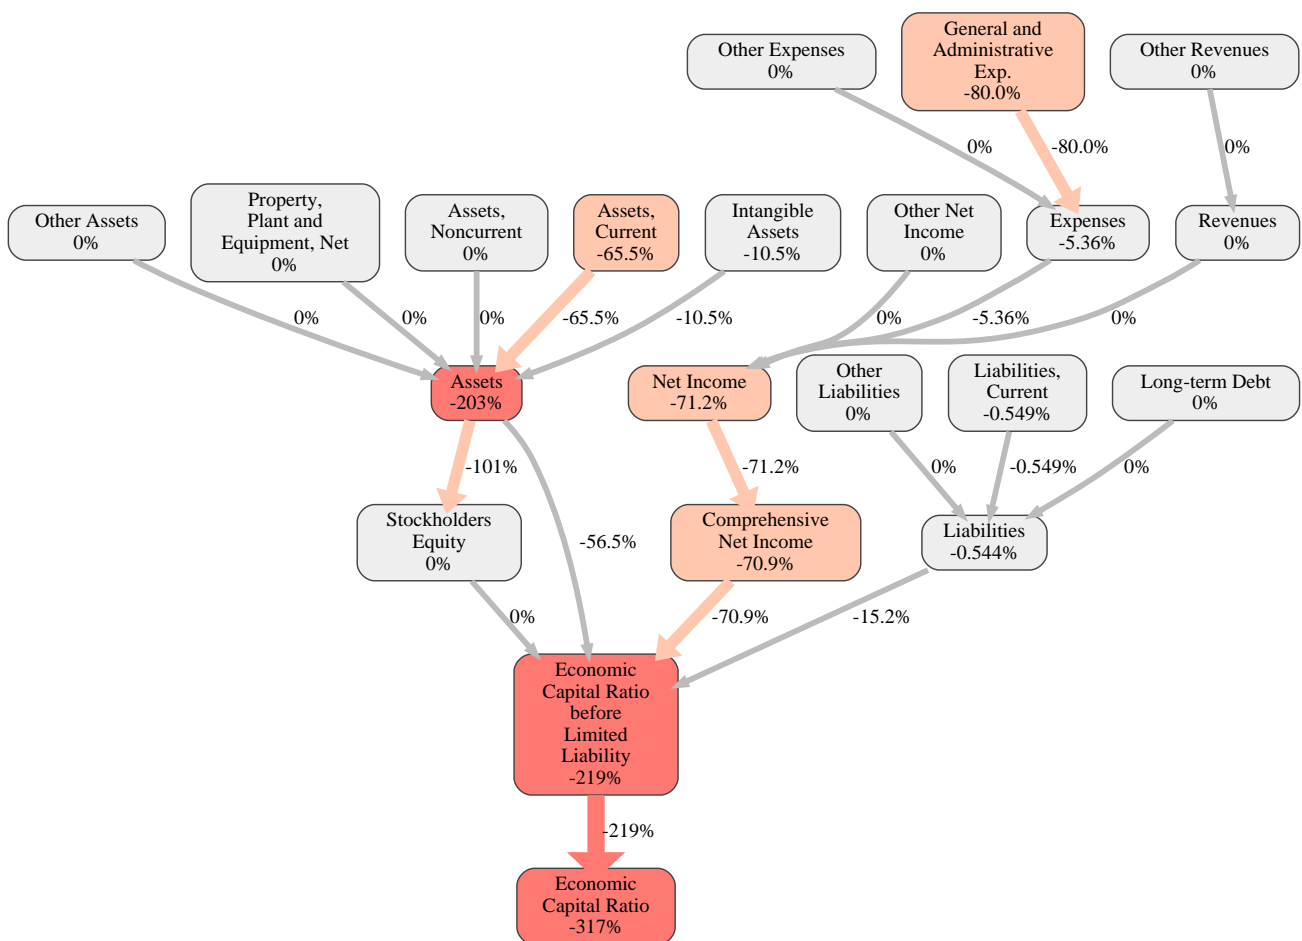 Other Expenses
0%
General and
Administrative
Exp.
-80.0%
Other Revenues
0%
0%
-80.0%
0%
Other Assets
0%
Property,
Plant and
Equipment, Net
0%
Assets,
Noncurrent
0%
Assets,
Current
-65.5%
Intangible
Assets
-10.5%
Other Net
Income
0%
Expenses
-5.36%
Revenues
0%
0%
0%
0%
-65.5%
-10.5%
0%
-5.36%
0%
Assets
-203%
Net Income
-71.2%
Other
Liabilities
0%
Liabilities,
Current
-0.549%
Long-term Debt
0%
-101%
-71.2%
0%
-0.549%
0%
Stockholders
Equity
0%
-56.5%
Comprehensive
Net Income
-70.9%
Liabilities
-0.544%
0%
-70.9%
-15.2%
Economic
Capital Ratio
before
Limited
Liability
-219%
-219%
Economic
Capital Ratio
-317%